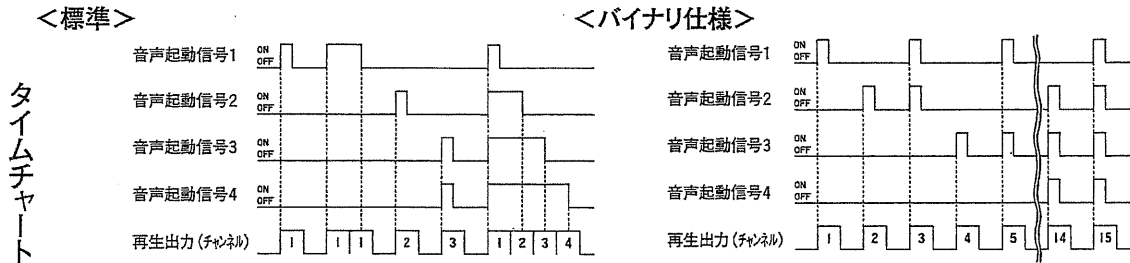 <標準>
音声起動信号1 ON OFF
音声起動信号2 ON OFF
音声起動信号3 ON OFF
音声起動信号4 ON OFF
再生出力(チャンネル) 1 1 1 2 3 1 2 3 4
<バイナリ仕様>
音声起動信号1 ON OFF
音声起動信号2 ON OFF
音声起動信号3 ON OFF
音声起動信号4 ON OFF
再生出力(チャンネル) 1 2 3 4 5 14 15
タイムチャート